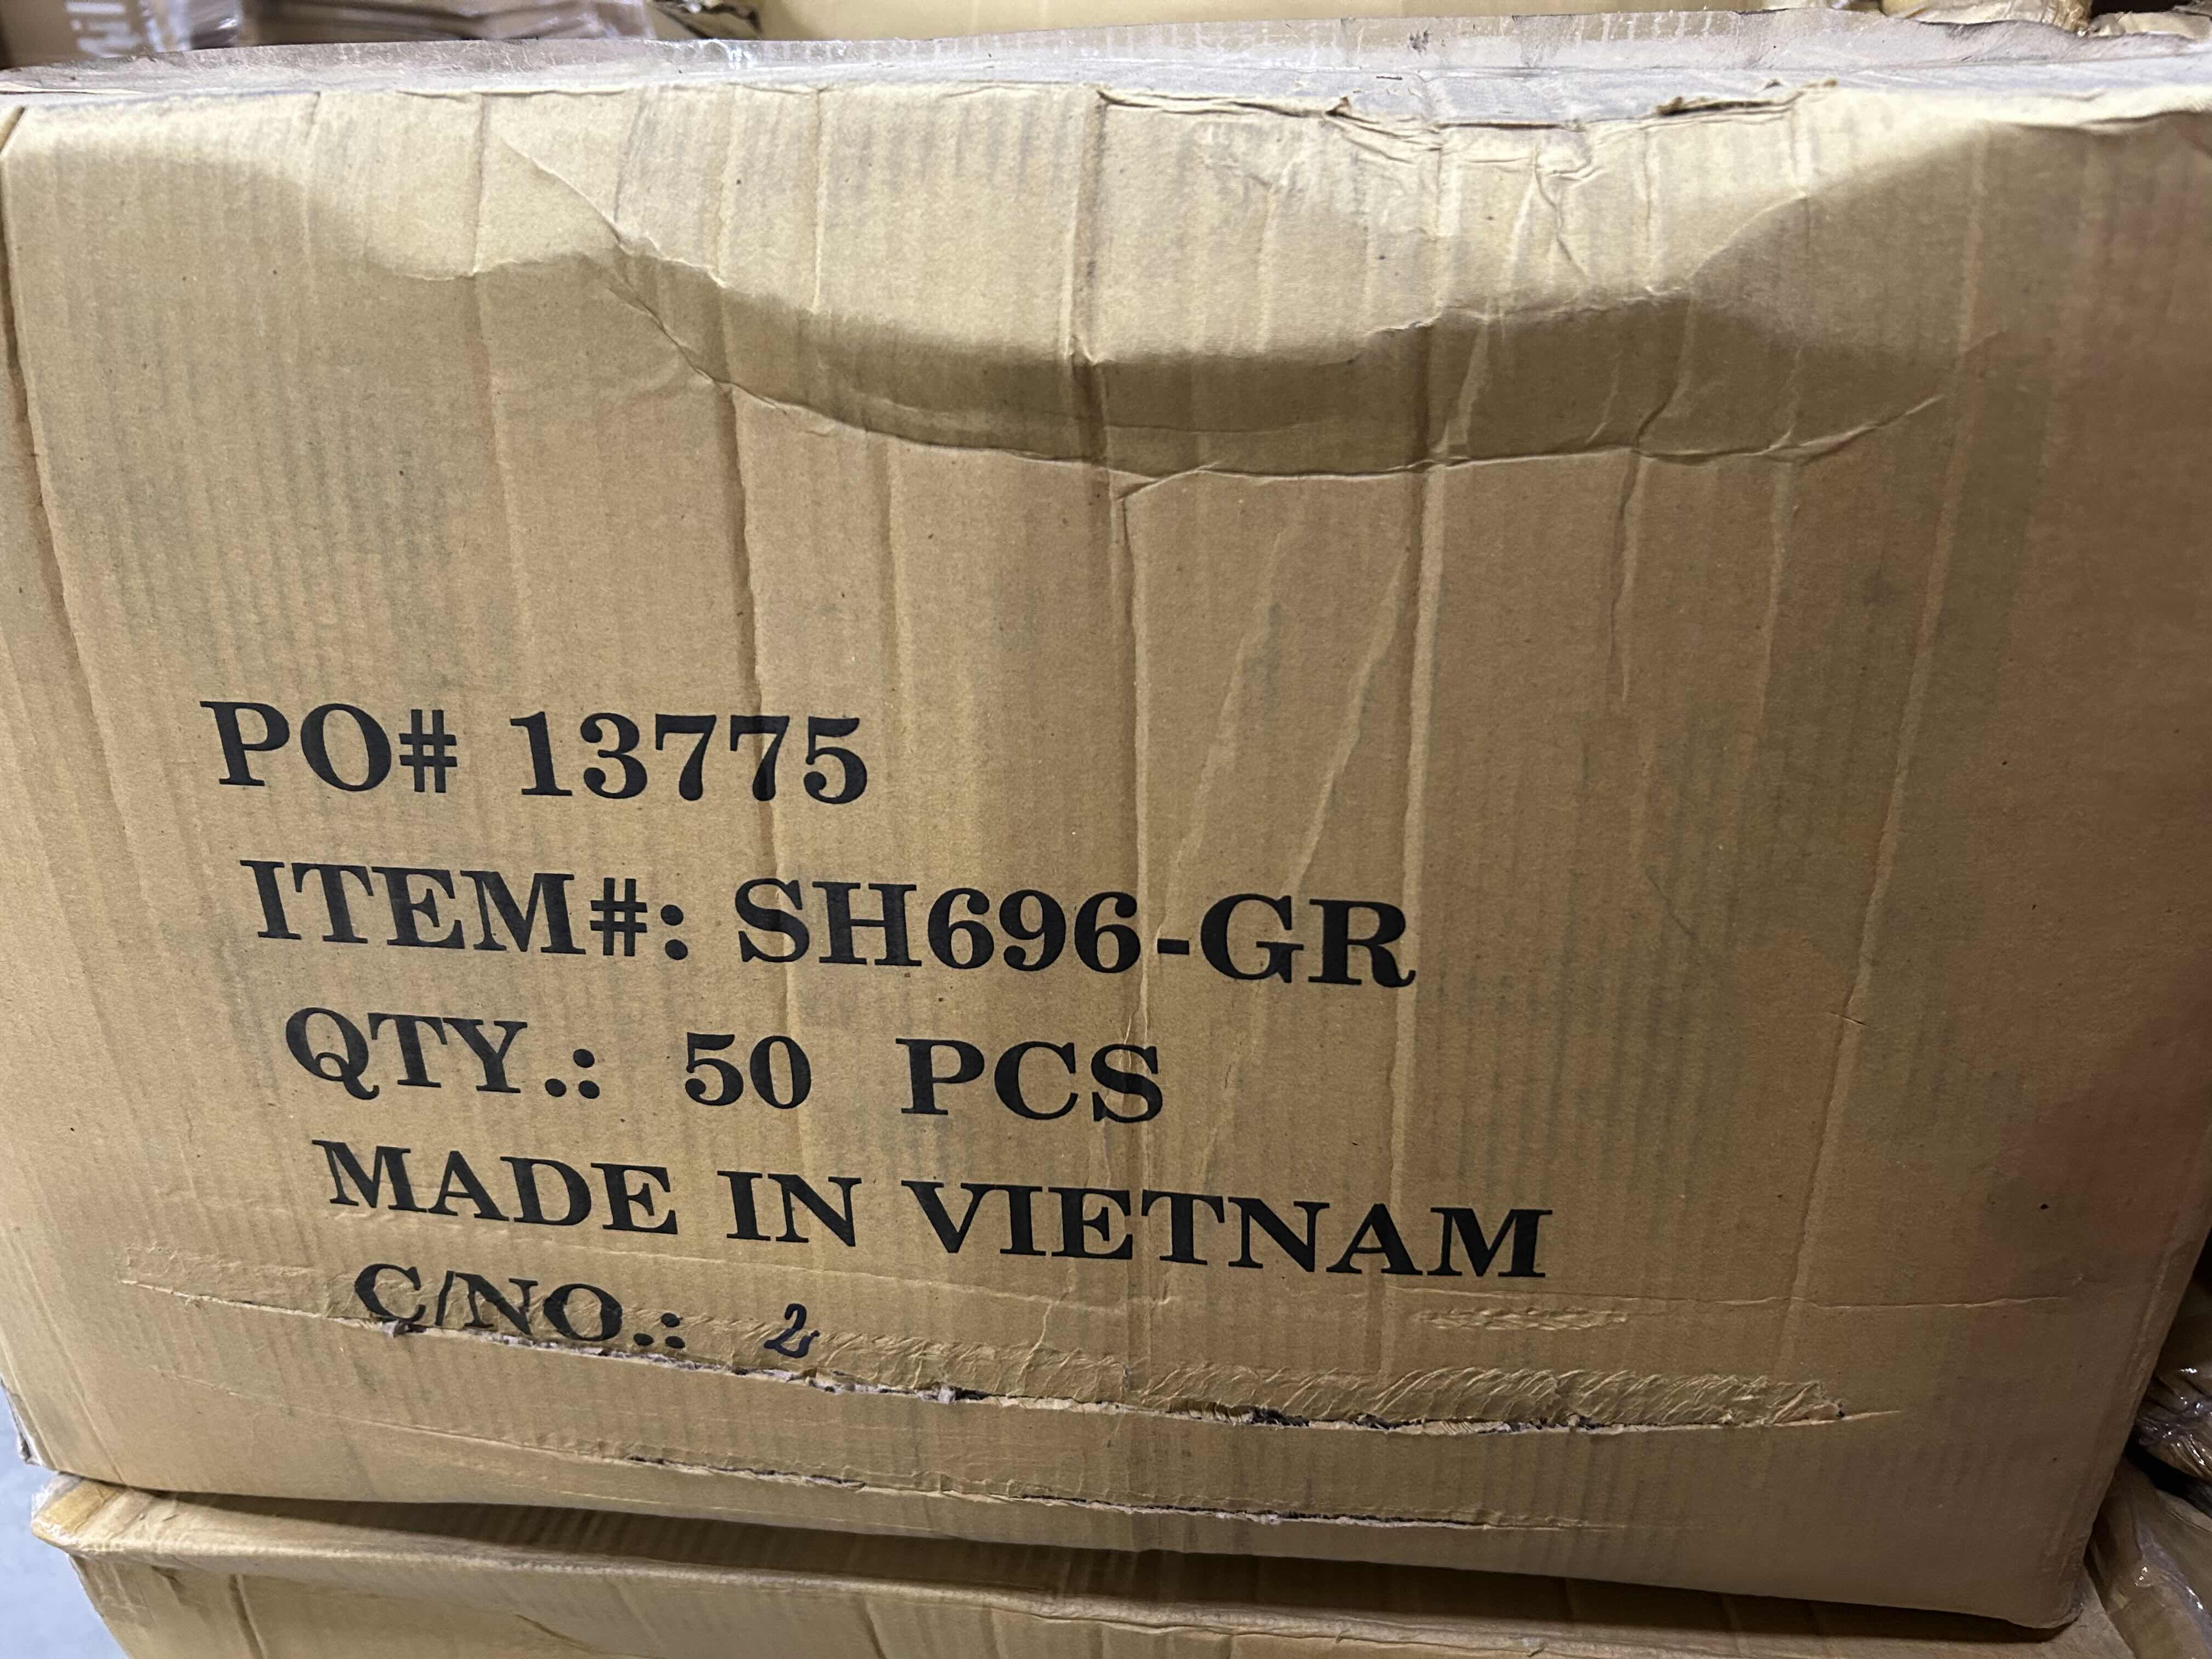 PO# 13775
ITEM#: SH696-GR
QTY.: 50 PCS
MADE IN VIETNAM
C/NO.: 2